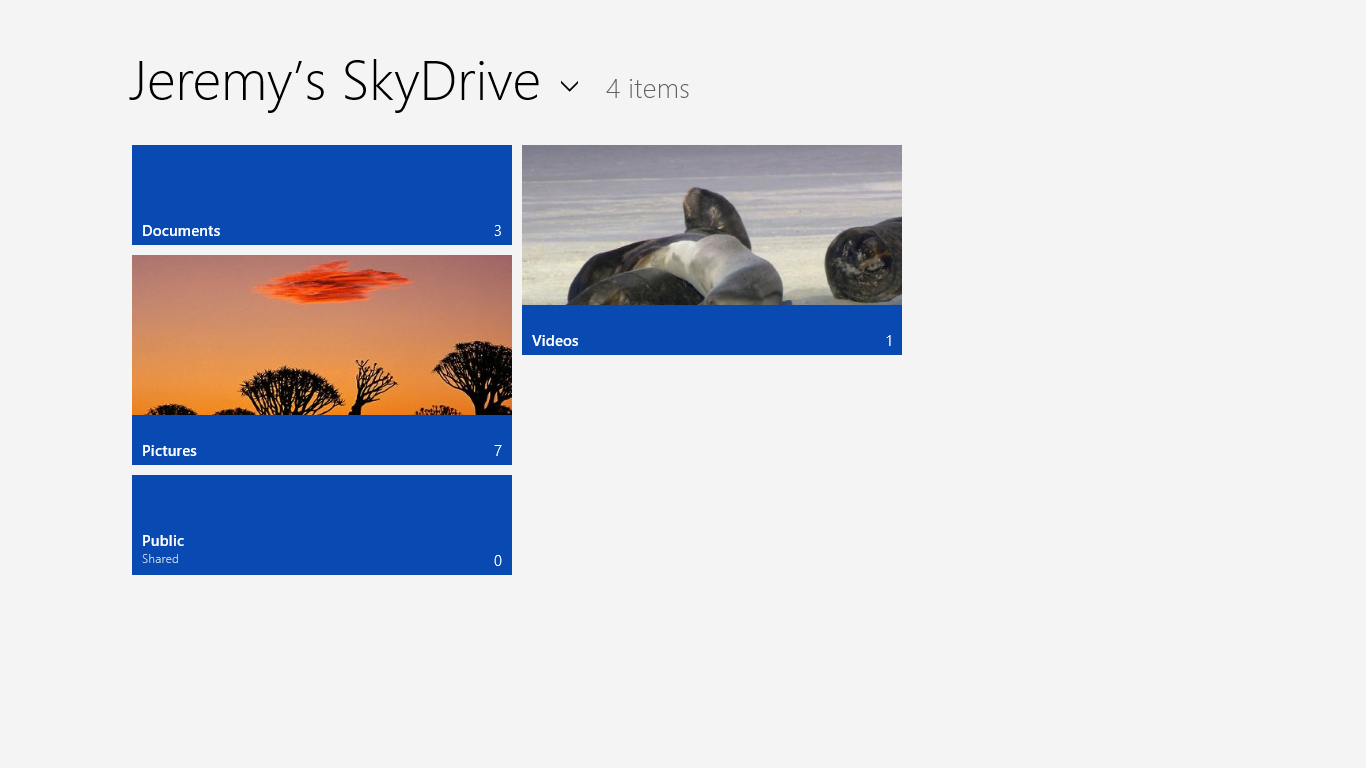 Jeremy’s SkyDrive 4 items
Documents 3
Pictures 7
Public
Shared 0
Videos 1